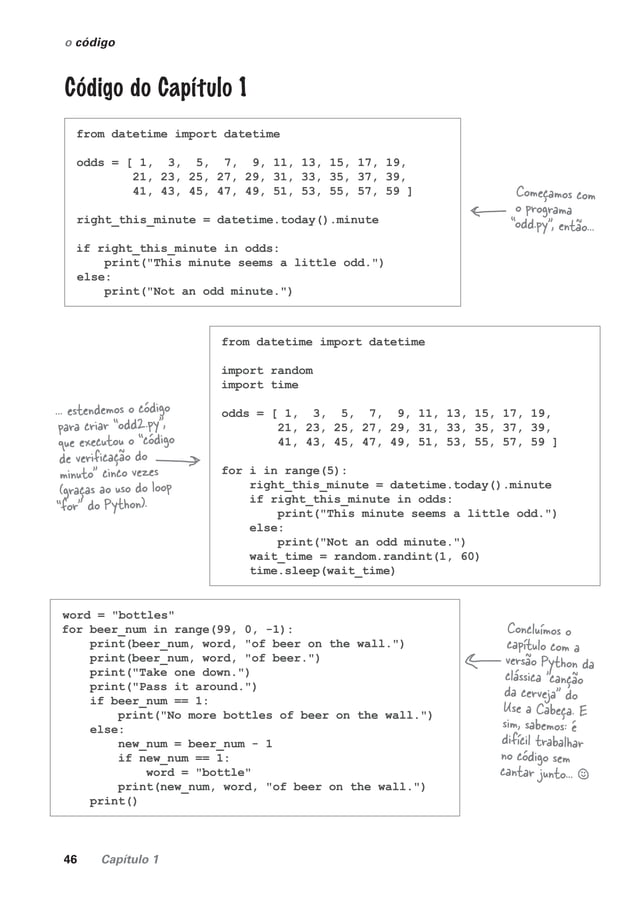 o código
Código do Capítulo 1
from datetime import datetime
odds = [ 1,  3,  5,  7,  9, 11, 13, 15, 17, 19,
        21, 23, 25, 27, 29, 31, 33, 35, 37, 39,
        41, 43, 45, 47, 49, 51, 53, 55, 57, 59 ]
right_this_minute = datetime.today().minute
if right_this_minute in odds:
    print("This minute seems a little odd.")
else:
    print("Not an odd minute.")
Começamos com
o programa
“odd.py”, então...
from datetime import datetime
import random
import time
odds = [ 1,  3,  5,  7,  9, 11, 13, 15, 17, 19,
        21, 23, 25, 27, 29, 31, 33, 35, 37, 39,
        41, 43, 45, 47, 49, 51, 53, 55, 57, 59 ]
for i in range(5):
    right_this_minute = datetime.today().minute
    if right_this_minute in odds:
        print("This minute seems a little odd.")
    else:
        print("Not an odd minute.")
    wait_time = random.randint(1, 60)
    time.sleep(wait_time)
... estendemos o código
para criar “odd2.py”,
que executou o “código
de verificação do
minuto” cinco vezes
(graças ao uso do loop
“for” do Python).
word = "bottles"
for beer_num in range(99, 0, -1):
    print(beer_num, word, "of beer on the wall.")
    print(beer_num, word, "of beer.")
    print("Take one down.")
    print("Pass it around.")
    if beer_num == 1:
        print("No more bottles of beer on the wall.")
    else:
        new_num = beer_num - 1
        if new_num == 1:
            word = "bottle"
        print(new_num, word, "of beer on the wall.")
    print()
Concluímos o
capítulo com a
versão Python da
clássica “canção
da cerveja” do
Use a Cabeça. E
sim, sabemos: é
difícil trabalhar
no código sem
cantar junto... ☺
46 Capítulo 1